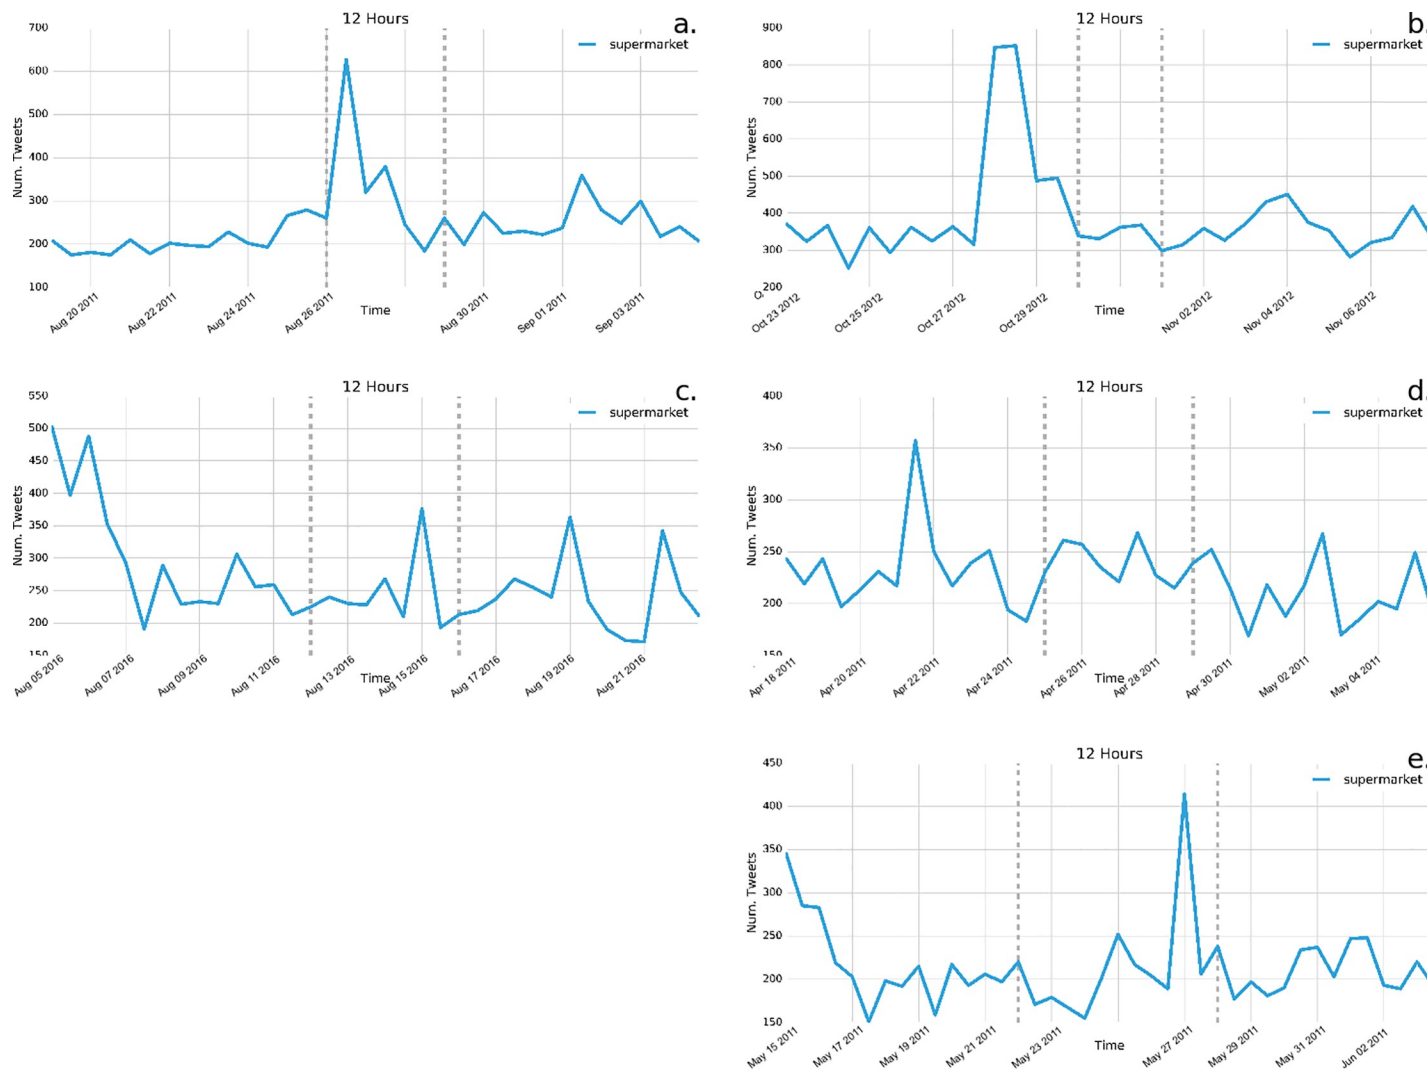 12 Hours
a.
supermarket
700
600
500
400
300
200
100
Num. Tweets
Aug 20 2011
Aug 22 2011
Aug 24 2011
Aug 26 2011
Aug 30 2011
Sep 01 2011
Sep 03 2011
Time
12 Hours
b.
supermarket
900
800
700
600
500
400
300
200
Num. Tweets
Oct 23 2012
Oct 25 2012
Oct 27 2012
Oct 29 2012
Nov 02 2012
Nov 04 2012
Nov 06 2012
Time
12 Hours
c.
supermarket
550
500
450
400
350
300
250
200
150
Num. Tweets
Aug 05 2016
Aug 07 2016
Aug 09 2016
Aug 11 2016
Aug 13 2016
Aug 15 2016
Aug 17 2016
Aug 19 2016
Aug 21 2016
Time
12 Hours
d.
supermarket
400
350
300
250
200
150
Num. Tweets
Apr 18 2011
Apr 20 2011
Apr 22 2011
Apr 24 2011
Apr 26 2011
Apr 28 2011
Apr 30 2011
May 02 2011
May 04 2011
Time
12 Hours
e.
supermarket
450
400
350
300
250
200
150
Num. Tweets
May 15 2011
May 17 2011
May 19 2011
May 21 2011
May 23 2011
May 27 2011
May 29 2011
May 31 2011
Jun 02 2011
Time